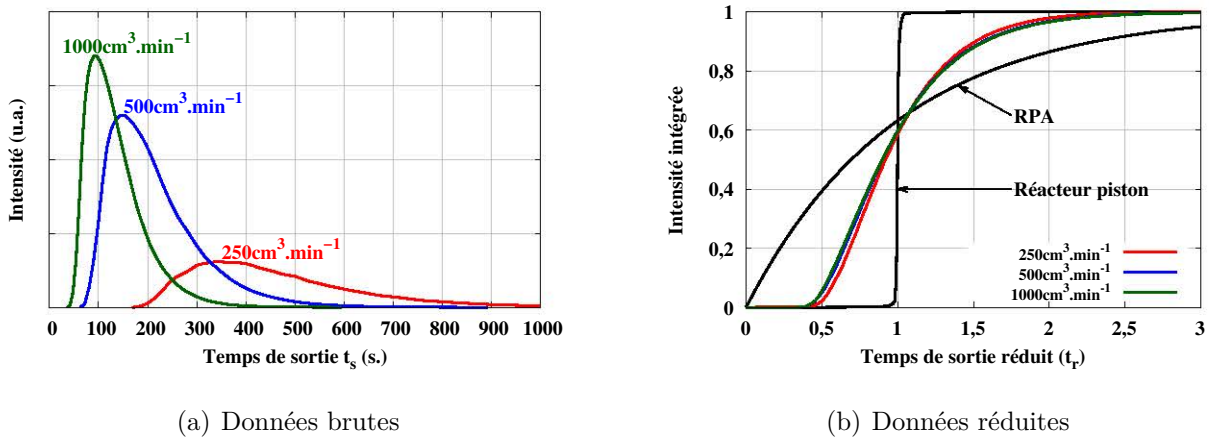 1000cm³.min⁻¹
500cm³.min⁻¹
250cm³.min⁻¹
Intensité (u.a.)
0 100 200 300 400 500 600 700 800 900 1000
Temps de sortie tₛ (s.)
(a) Données brutes
1
0,8
0,6
0,4
0,2
0
Intensité intégrée
RPA
Réacteur piston
250cm³.min⁻¹
500cm³.min⁻¹
1000cm³.min⁻¹
0 0,5 1 1,5 2 2,5 3
Temps de sortie réduit (tᵣ)
(b) Données réduites